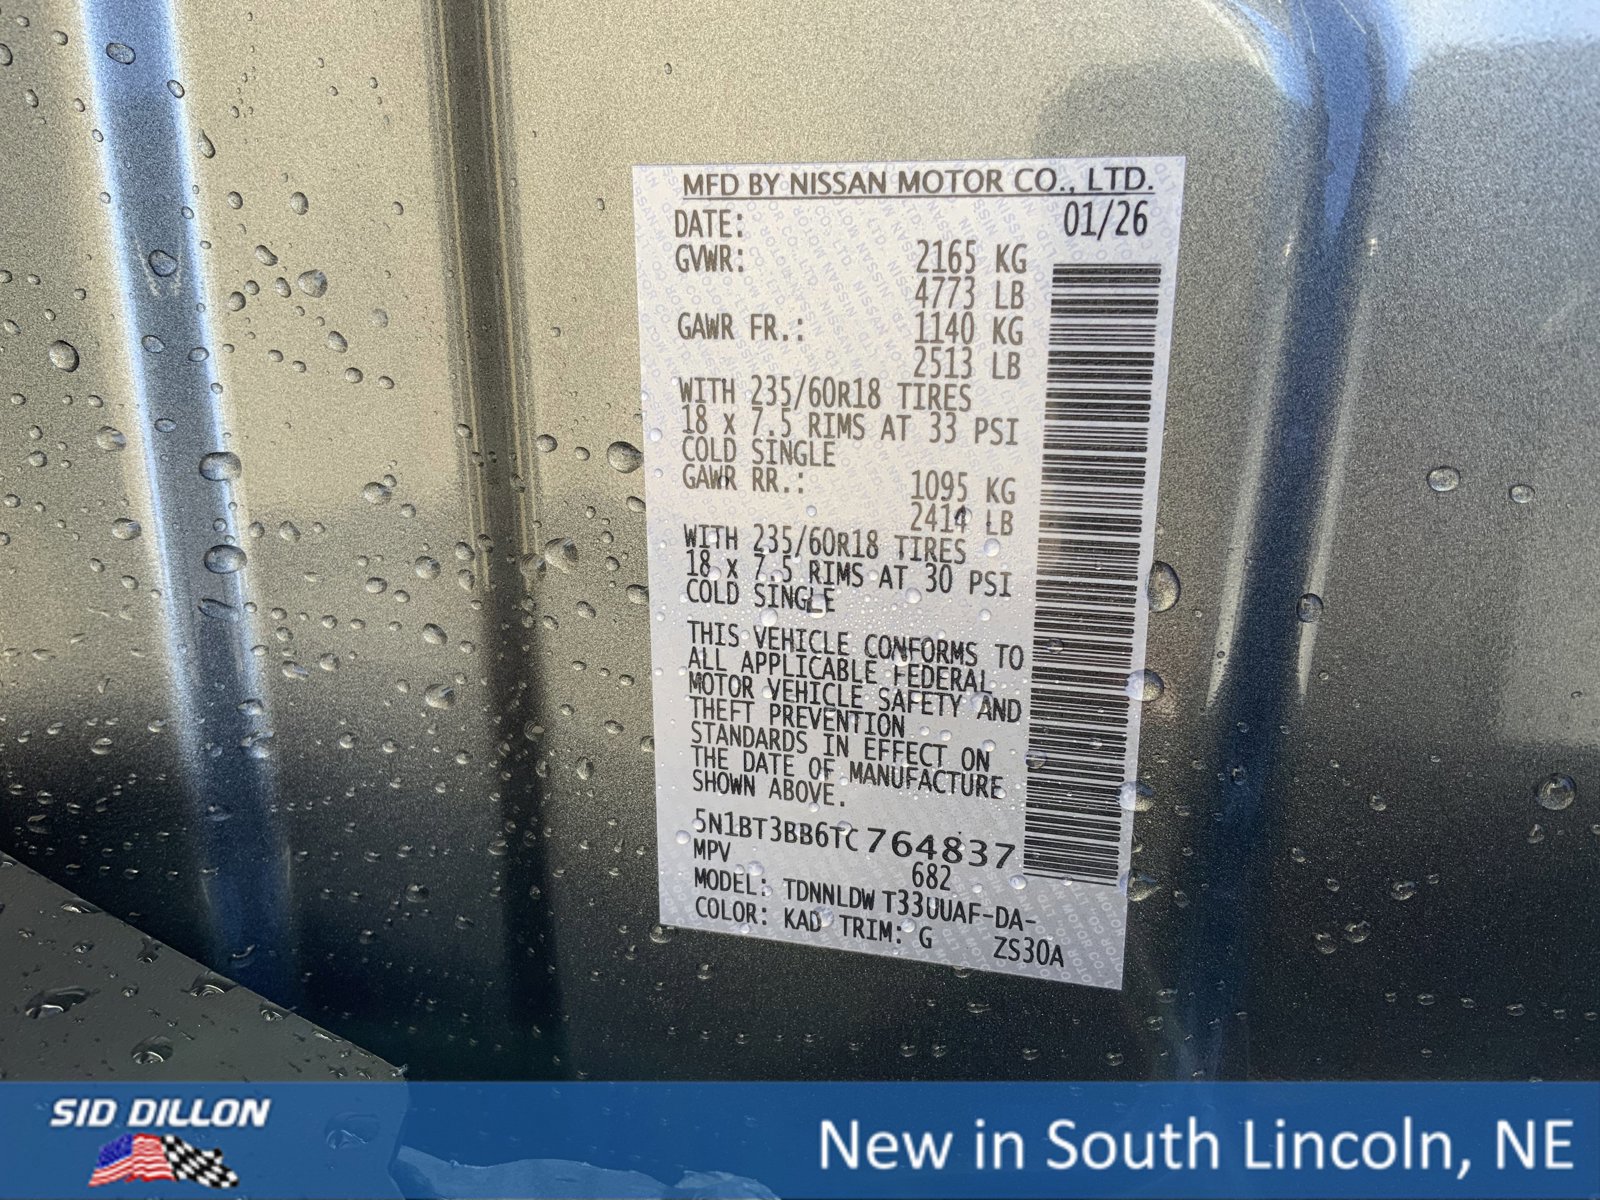 MFD BY NISSAN MOTOR CO., LTD.
DATE: 01/26
GVWR: 2165 KG
4773 LB
GAWR FR.: 1140 KG
2513 LB
WITH 235/60R18 TIRES
18 x 7.5 RIMS AT 33 PSI
COLD SINGLE
GAWR RR.: 1095 KG
2414 LB
WITH 235/60R18 TIRES
18 x 7.5 RIMS AT 30 PSI
COLD SINGLE
THIS VEHICLE CONFORMS TO
ALL APPLICABLE FEDERAL
MOTOR VEHICLE SAFETY AND
THEFT PREVENTION
STANDARDS IN EFFECT ON
THE DATE OF MANUFACTURE
SHOWN ABOVE.
5N1BT3BB6TC764837
MPV 682
MODEL: TDNNLDW T33UUAF-DA-
COLOR: KAD TRIM: G ZS30A
SID DILLON
New in South Lincoln, NE